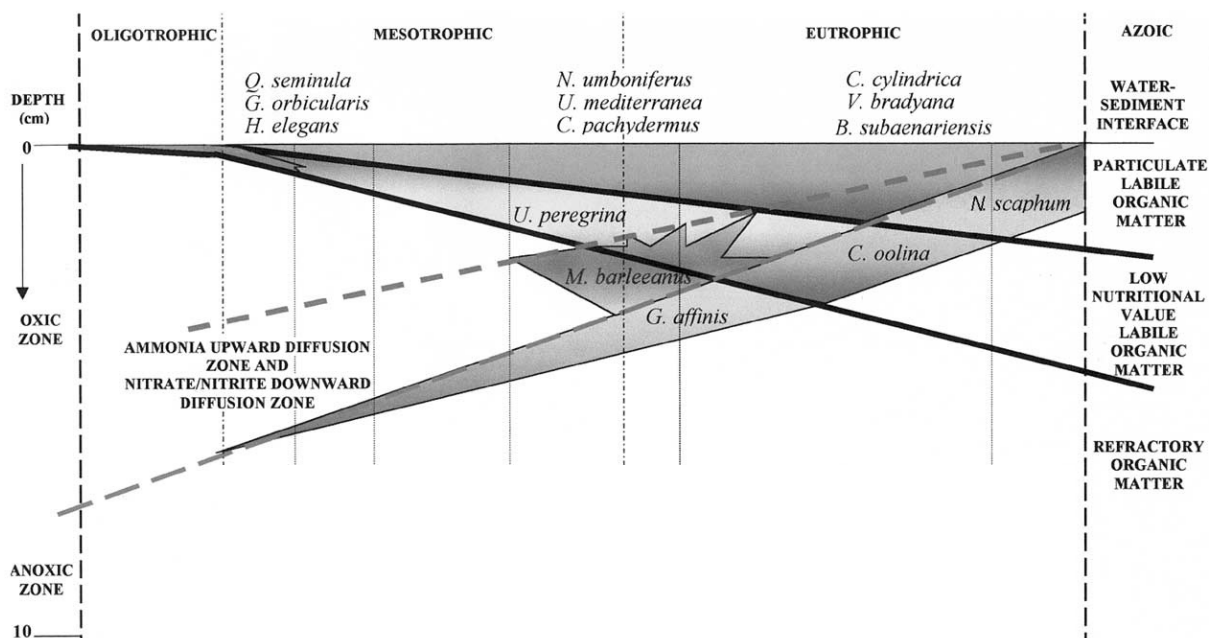 OLIGOTROPHIC
MESOTROPHIC
EUTROPHIC
AZOIC
Q. seminula
G. orbicularis
H. elegans
N. umboniferus
U. mediterranea
C. pachydermus
C. cylindrica
V. bradyana
B. subaenariensis
WATER-
SEDIMENT
INTERFACE
DEPTH
(cm)
0
PARTICULATE
LABILE
ORGANIC
MATTER
U. peregrina
N. scaphum
M. barleeanus
C. oolina
G. affinis
OXIC
ZONE
AMMONIA UPWARD DIFFUSION
ZONE AND
NITRATE/NITRITE DOWNWARD
DIFFUSION ZONE
LOW
NUTRITIONAL
VALUE
LABILE
ORGANIC
MATTER
REFRACTORY
ORGANIC
MATTER
ANOXIC
ZONE
10